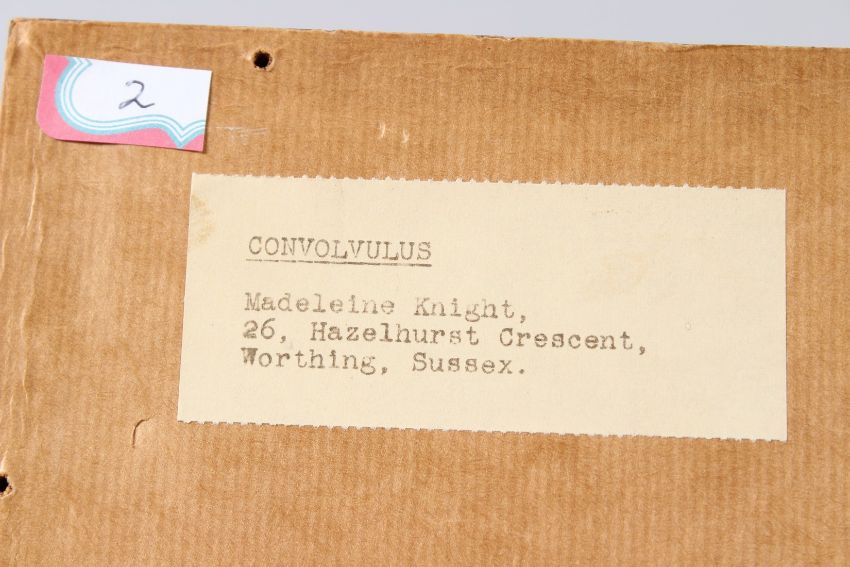 2
CONVOLVULUS
Madeleine Knight,
26, Hazelhurst Crescent,
Worthing, Sussex.